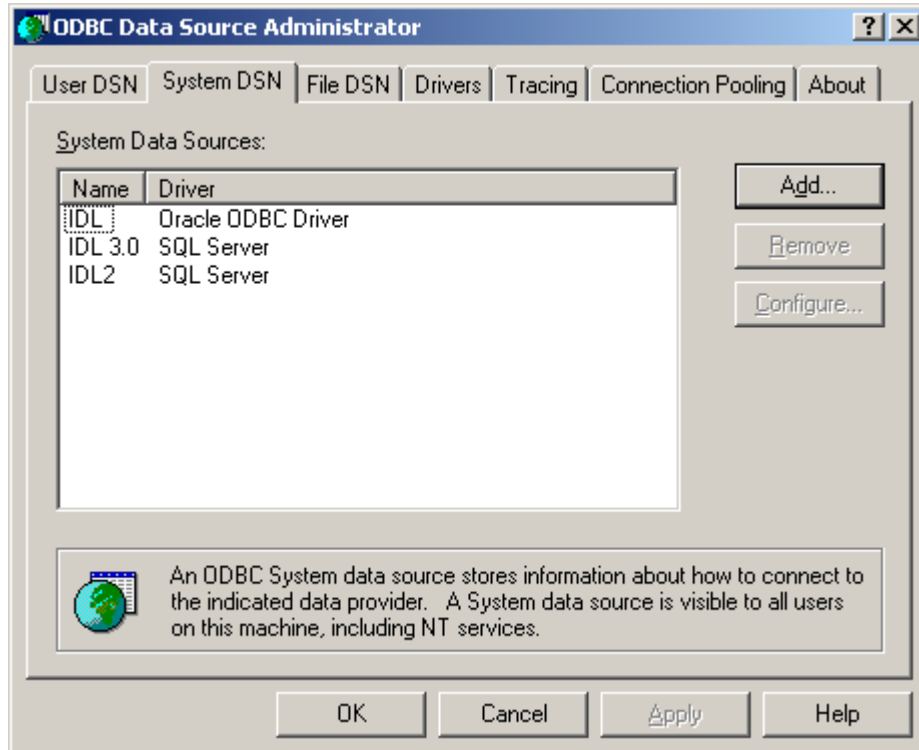 ODBC Data Source Administrator
User DSN System DSN File DSN Drivers Tracing Connection Pooling About
System Data Sources:
Name Driver
IDL Oracle ODBC Driver
IDL 3.0 SQL Server
IDL2 SQL Server
Add...
Remove
Configure...
An ODBC System data source stores information about how to connect to
the indicated data provider. A System data source is visible to all users
on this machine, including NT services.
OK Cancel Apply Help